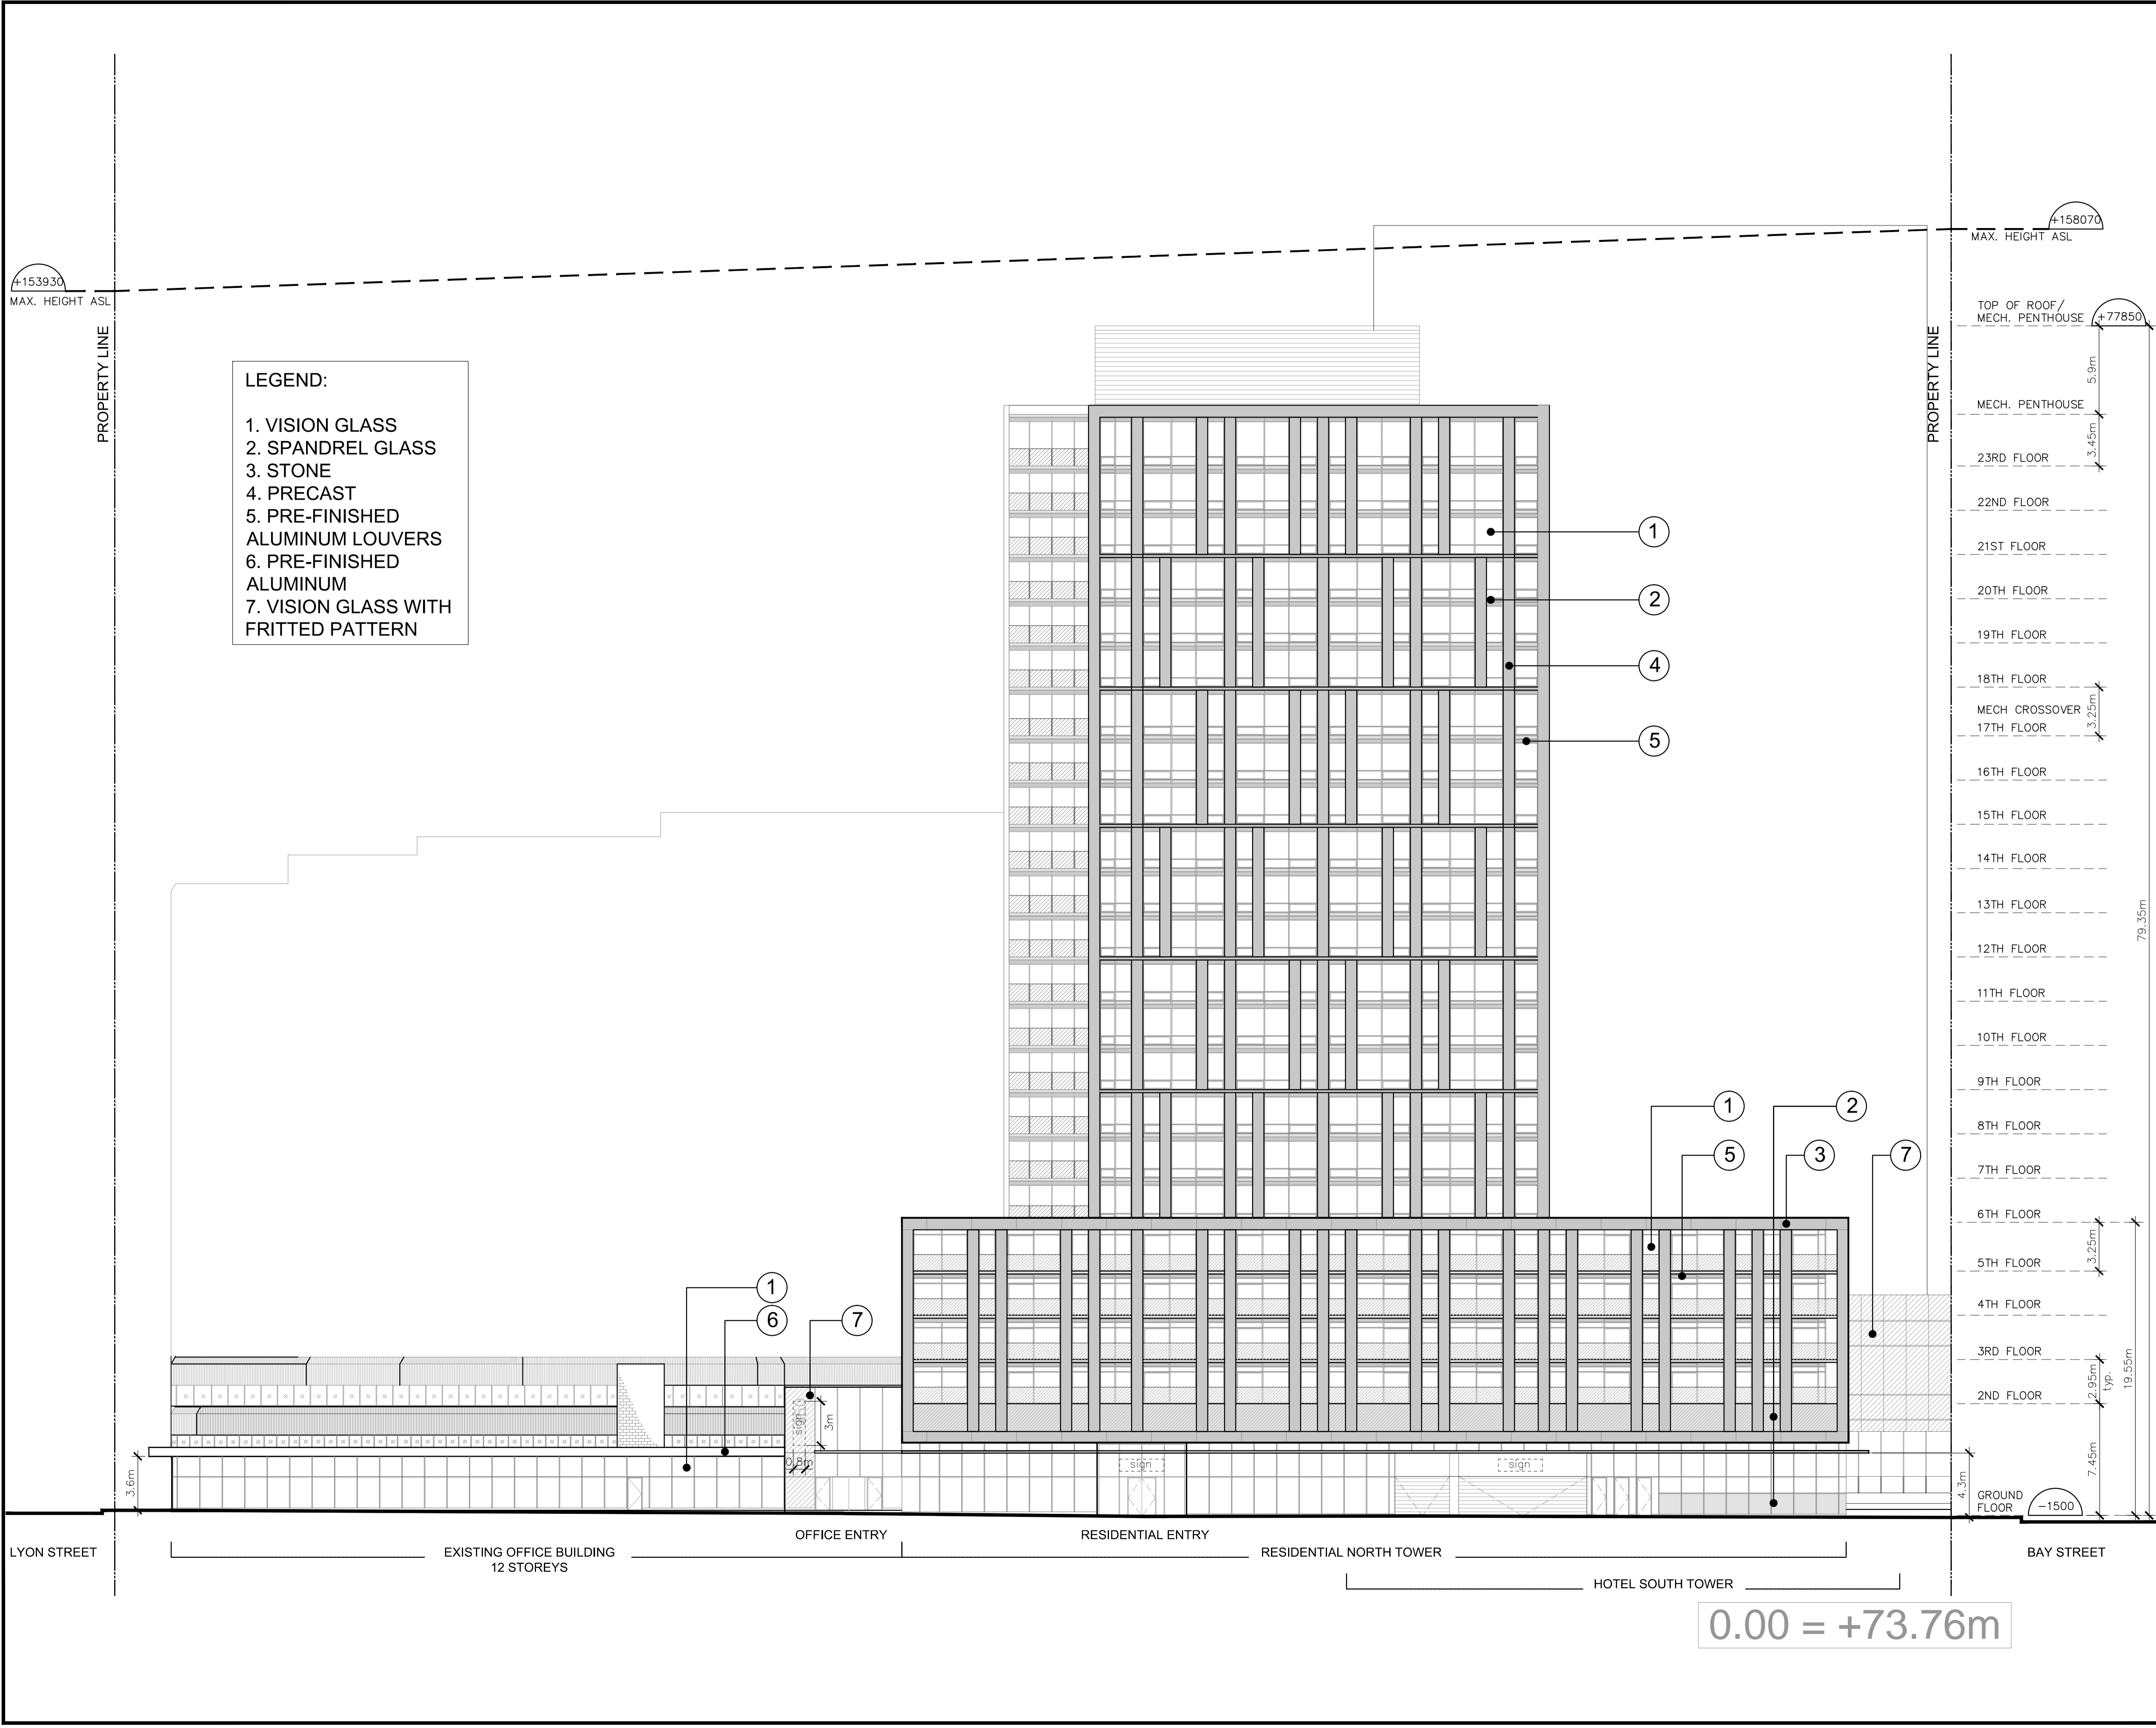 +158070
MAX. HEIGHT ASL
+153930
MAX. HEIGHT ASL
PROPERTY LINE
PROPERTY LINE
LEGEND:
1. VISION GLASS
2. SPANDREL GLASS
3. STONE
4. PRECAST
5. PRE-FINISHED
ALUMINUM LOUVERS
6. PRE-FINISHED
ALUMINUM
7. VISION GLASS WITH
FRITTED PATTERN
TOP OF ROOF/
MECH. PENTHOUSE
+77850
5.9m
MECH. PENTHOUSE
3.45m
23RD FLOOR
22ND FLOOR
21ST FLOOR
20TH FLOOR
19TH FLOOR
18TH FLOOR
MECH CROSSOVER
3.25m
17TH FLOOR
16TH FLOOR
15TH FLOOR
14TH FLOOR
13TH FLOOR
12TH FLOOR
11TH FLOOR
10TH FLOOR
9TH FLOOR
8TH FLOOR
7TH FLOOR
6TH FLOOR
3.25m
5TH FLOOR
4TH FLOOR
3RD FLOOR
2.95m
typ.
2ND FLOOR
7.45m
19.55m
79.35m
4.3m
GROUND
FLOOR
-1500
1
2
4
5
1
2
5
3
7
1
6
7
sign
3m
0.8m
3.6m
sign
sign
OFFICE ENTRY
RESIDENTIAL ENTRY
LYON STREET
EXISTING OFFICE BUILDING
12 STOREYS
RESIDENTIAL NORTH TOWER
BAY STREET
HOTEL SOUTH TOWER
0.00 = +73.76m